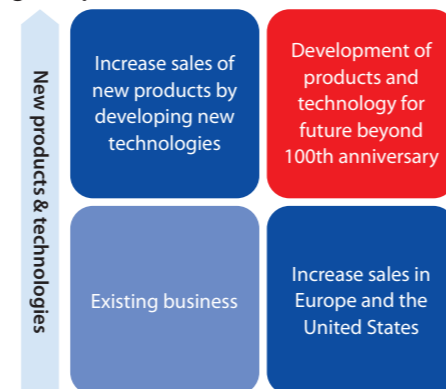 Increase sales of
new products by
developing new
technologies
Development of
products and
technology for
future beyond
100th anniversary
New products & technologies
Existing business
Increase sales in
Europe and the
United States